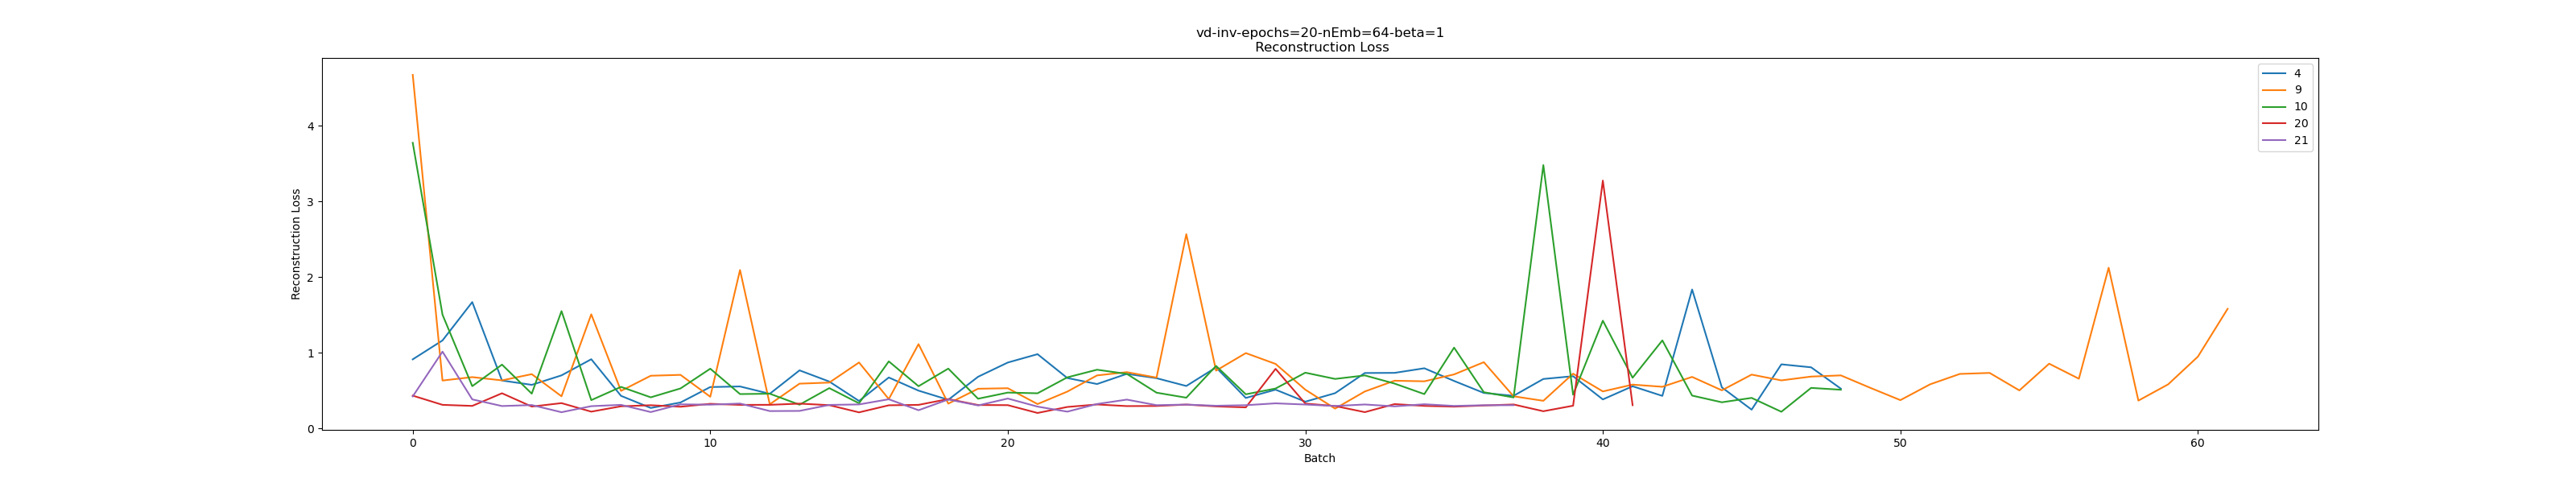 vd-inv-epochs=20-nEmb=64-beta=1
Reconstruction Loss
4
9
10
20
21
Reconstruction Loss
4
3
2
1
0
0 10 20 30 40 50 60
Batch